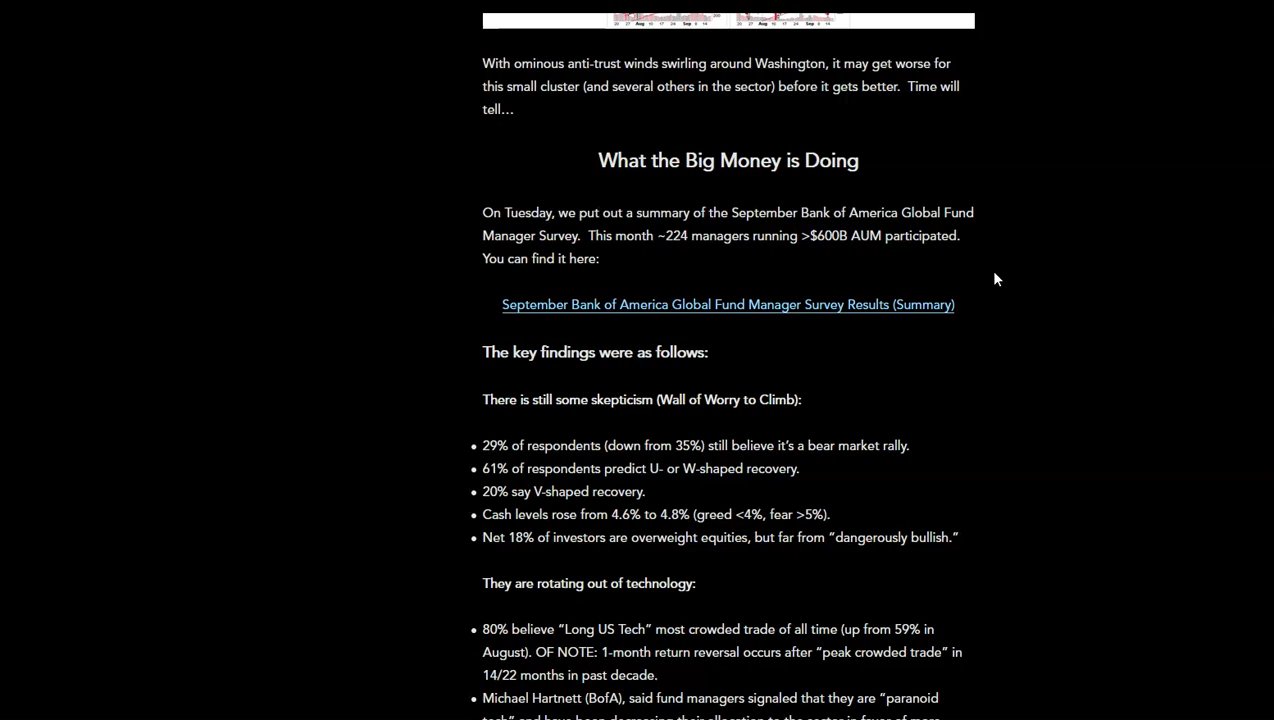 With ominous anti-trust winds swirling around Washington, it may get worse for
this small cluster (and several others in the sector) before it gets better.  Time will
tell…
What the Big Money is Doing
On Tuesday, we put out a summary of the September Bank of America Global Fund
Manager Survey.  This month ~224 managers running >$600B AUM participated.
You can find it here:
September Bank of America Global Fund Manager Survey Results (Summary)
The key findings were as follows:
There is still some skepticism (Wall of Worry to Climb):
• 29% of respondents (down from 35%) still believe it’s a bear market rally.
• 61% of respondents predict U- or W-shaped recovery.
• 20% say V-shaped recovery.
• Cash levels rose from 4.6% to 4.8% (greed <4%, fear >5%).
• Net 18% of investors are overweight equities, but far from “dangerously bullish.”
They are rotating out of technology:
• 80% believe “Long US Tech” most crowded trade of all time (up from 59% in
August). OF NOTE: 1-month return reversal occurs after “peak crowded trade” in
14/22 months in past decade.
• Michael Hartnett (BofA), said fund managers signaled that they are “paranoid